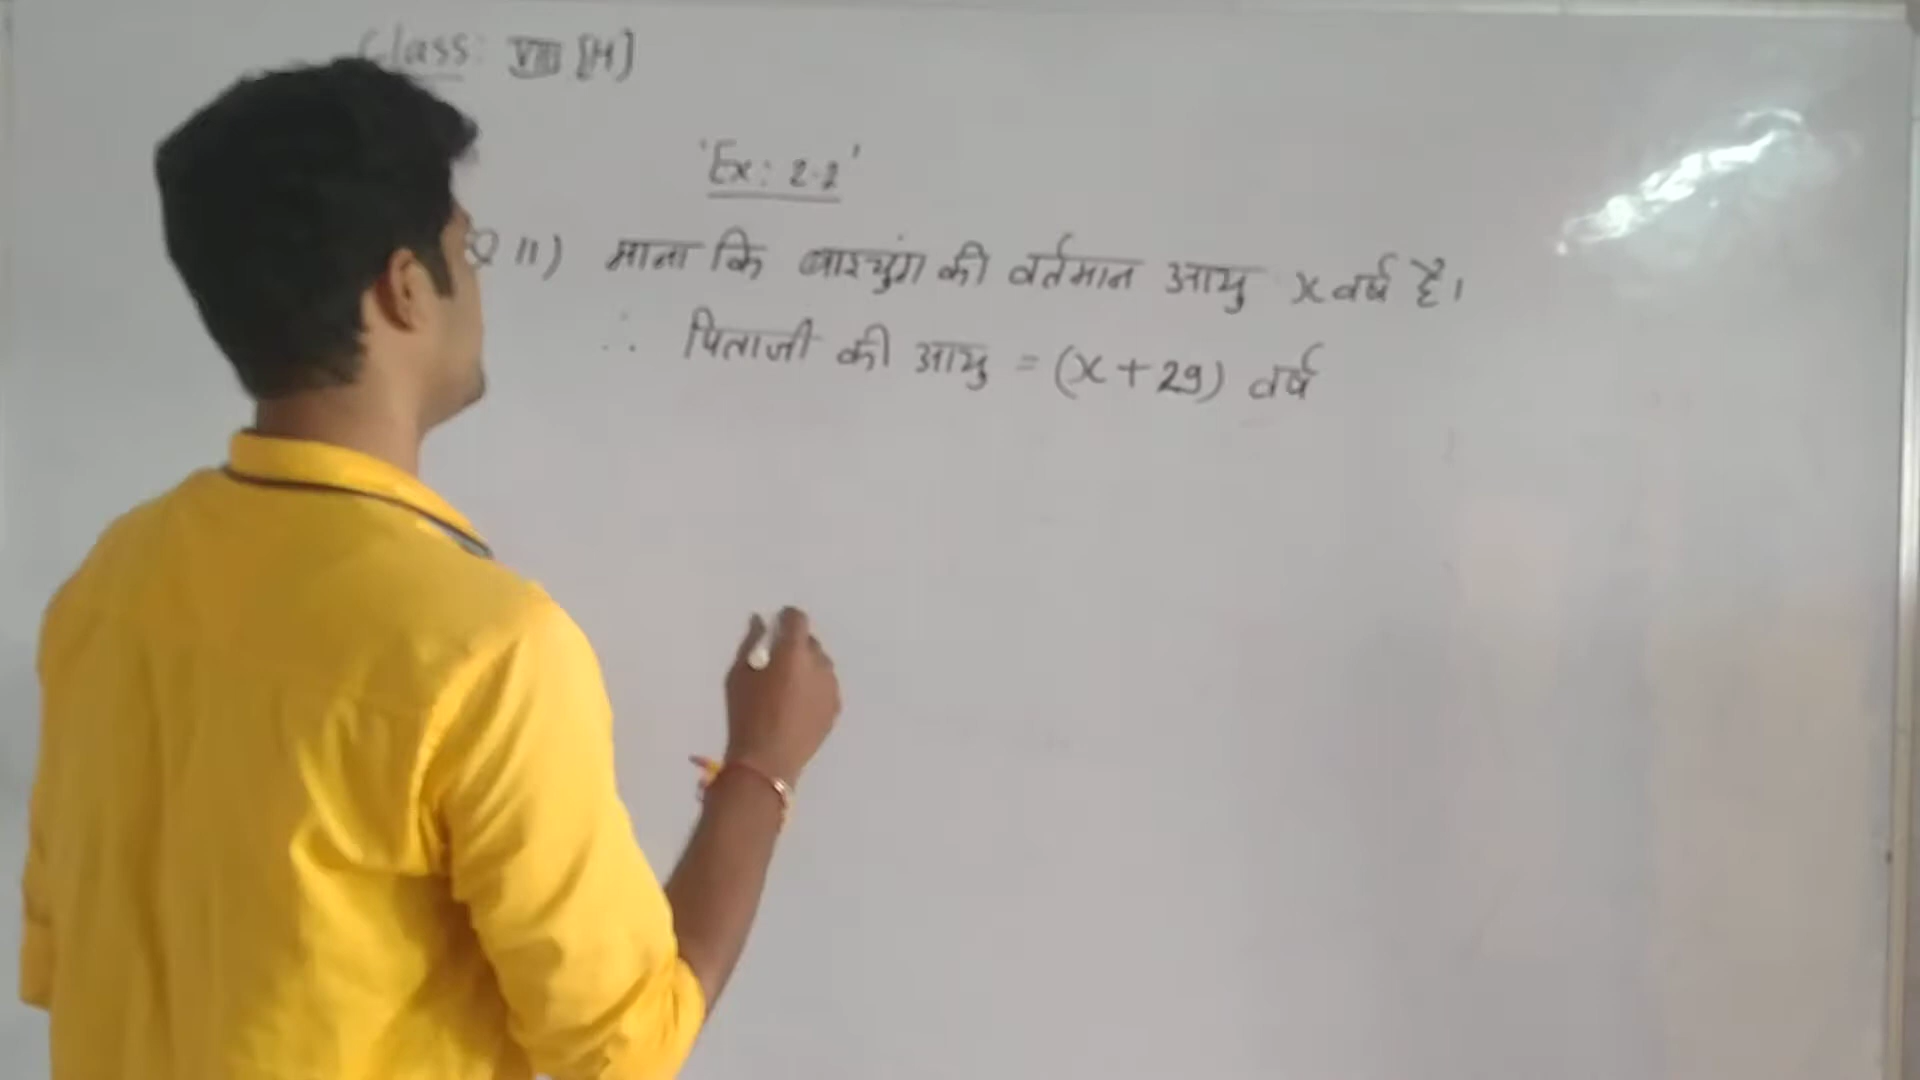 Class: VIII [H]
'Ex: 2.2'
Q 11) माना कि बाइचुंग की वर्तमान आयु x वर्ष है।
∴ पिताजी की आयु = (x + 29) वर्ष